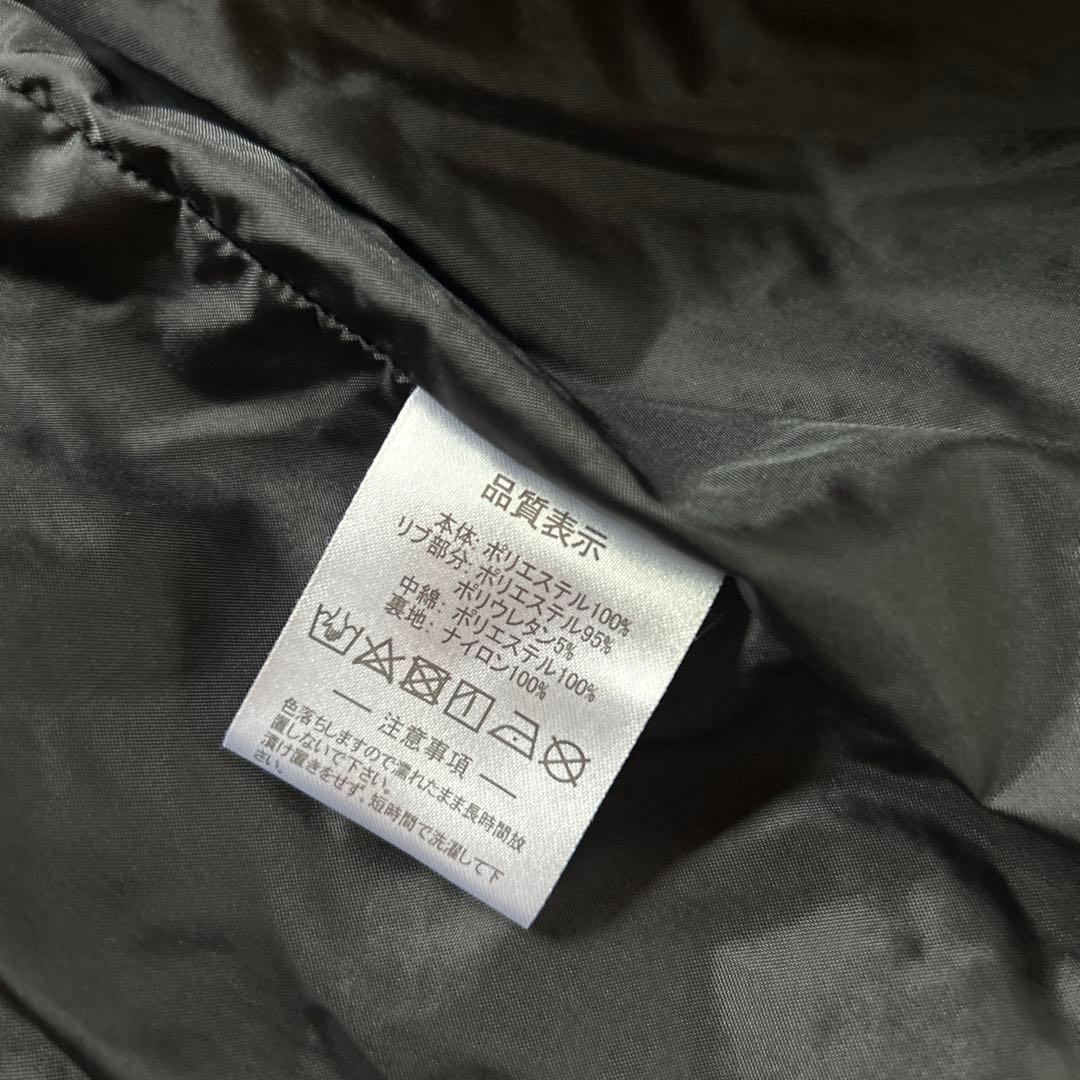 品質表示
本体: ポリエステル100%
リブ部分: ポリエステル95%
ポリウレタン5%
中綿: ポリエステル100%
裏地: ナイロン100%
― 注意事項 ―
色落ちしますので濡れたまま長時間放
置しないで下さい。
漬け置きをせず、短時間で洗濯して下
さい。